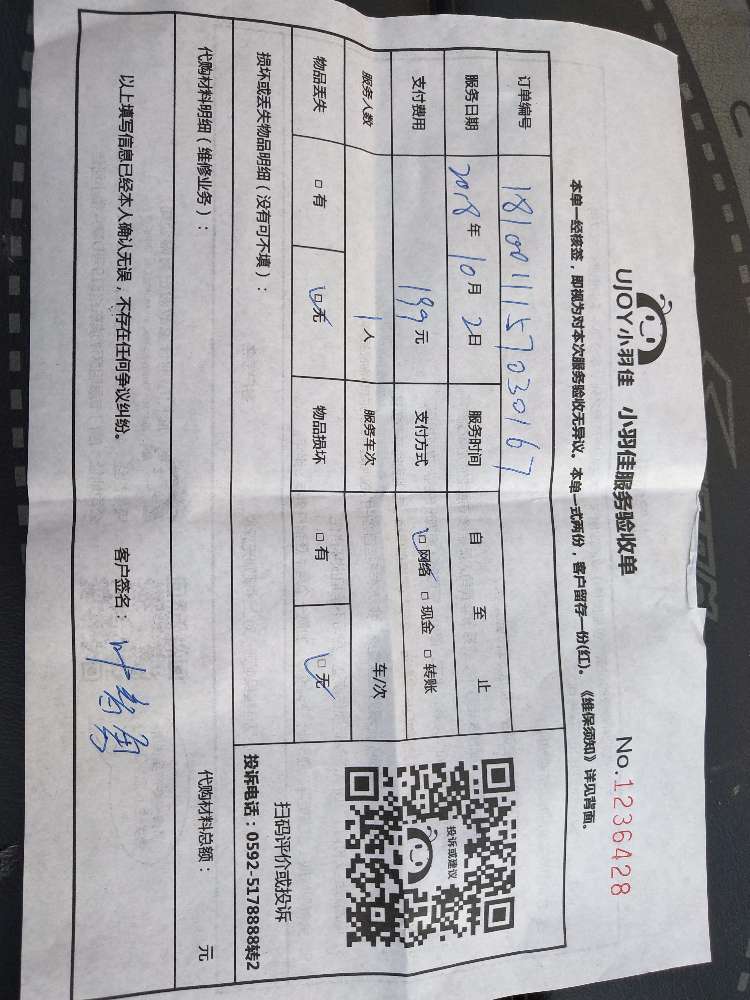 UJOY小羽佳 小羽佳服务验收单 No.1236428
本单一经核签，即视为对本次服务验收无异议。本单一式两份，客户留存一份(红)。《维保须知》详见背面。
订单编号 1810011157030167
服务日期 2018年10月2日 服务时间 自 至 止
支付费用 199元 支付方式 ☑网络 □现金 □转账
服务人数 1人 服务车次 车/次
物品丢失 □有 ☑无 物品损坏 □有 ☑无
损坏或丢失物品明细（没有可不填）：
投诉或建议
扫码评价或投诉
投诉电话：0592-5178888转2
代购材料明细（维修业务）： 代购材料总额： 元
以上填写信息已经本人确认无误，不存在任何争议纠纷。 客户签名：